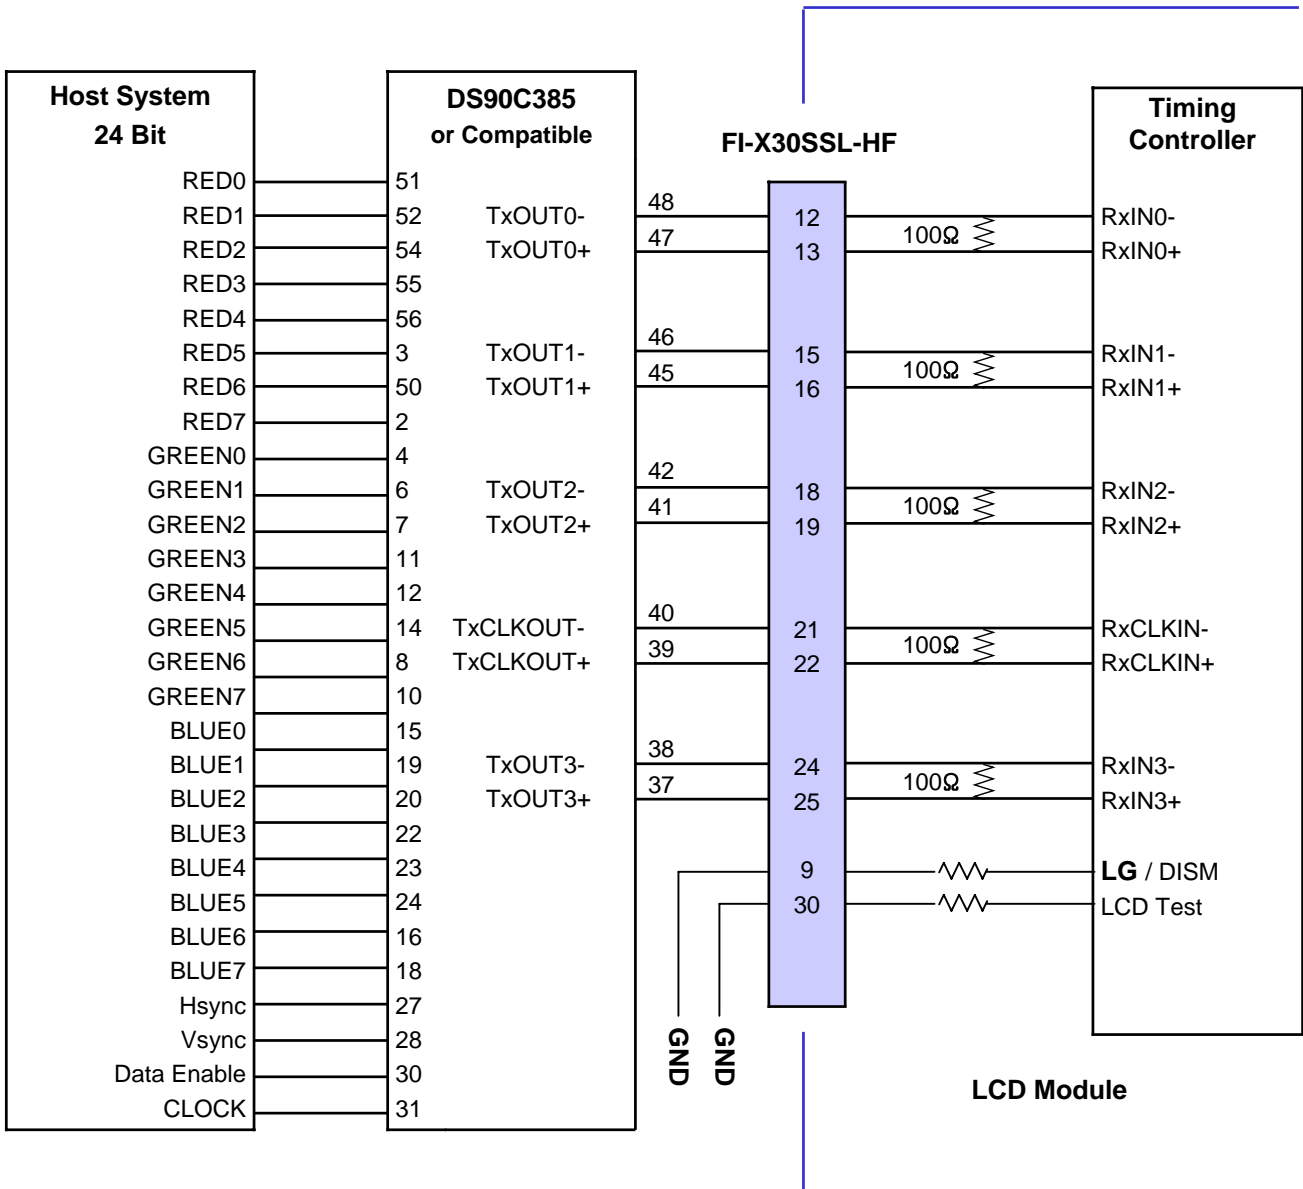 Host System
24 Bit
RED0
RED1
RED2
RED3
RED4
RED5
RED6
RED7
GREEN0
GREEN1
GREEN2
GREEN3
GREEN4
GREEN5
GREEN6
GREEN7
BLUE0
BLUE1
BLUE2
BLUE3
BLUE4
BLUE5
BLUE6
BLUE7
Hsync
Vsync
Data Enable
CLOCK
DS90C385
or Compatible
51
52 TxOUT0-
54 TxOUT0+
55
56
3 TxOUT1-
50 TxOUT1+
2
4
6 TxOUT2-
7 TxOUT2+
11
12
14 TxCLKOUT-
8 TxCLKOUT+
10
15
19 TxOUT3-
20 TxOUT3+
22
23
24
16
18
27
28
30
31
48
47
46
45
42
41
40
39
38
37
GND
GND
FI-X30SSL-HF
12
13
15
16
18
19
21
22
24
25
9
30
100Ω
100Ω
100Ω
100Ω
100Ω
Timing
Controller
RxIN0-
RxIN0+
RxIN1-
RxIN1+
RxIN2-
RxIN2+
RxCLKIN-
RxCLKIN+
RxIN3-
RxIN3+
LG / DISM
LCD Test
LCD Module